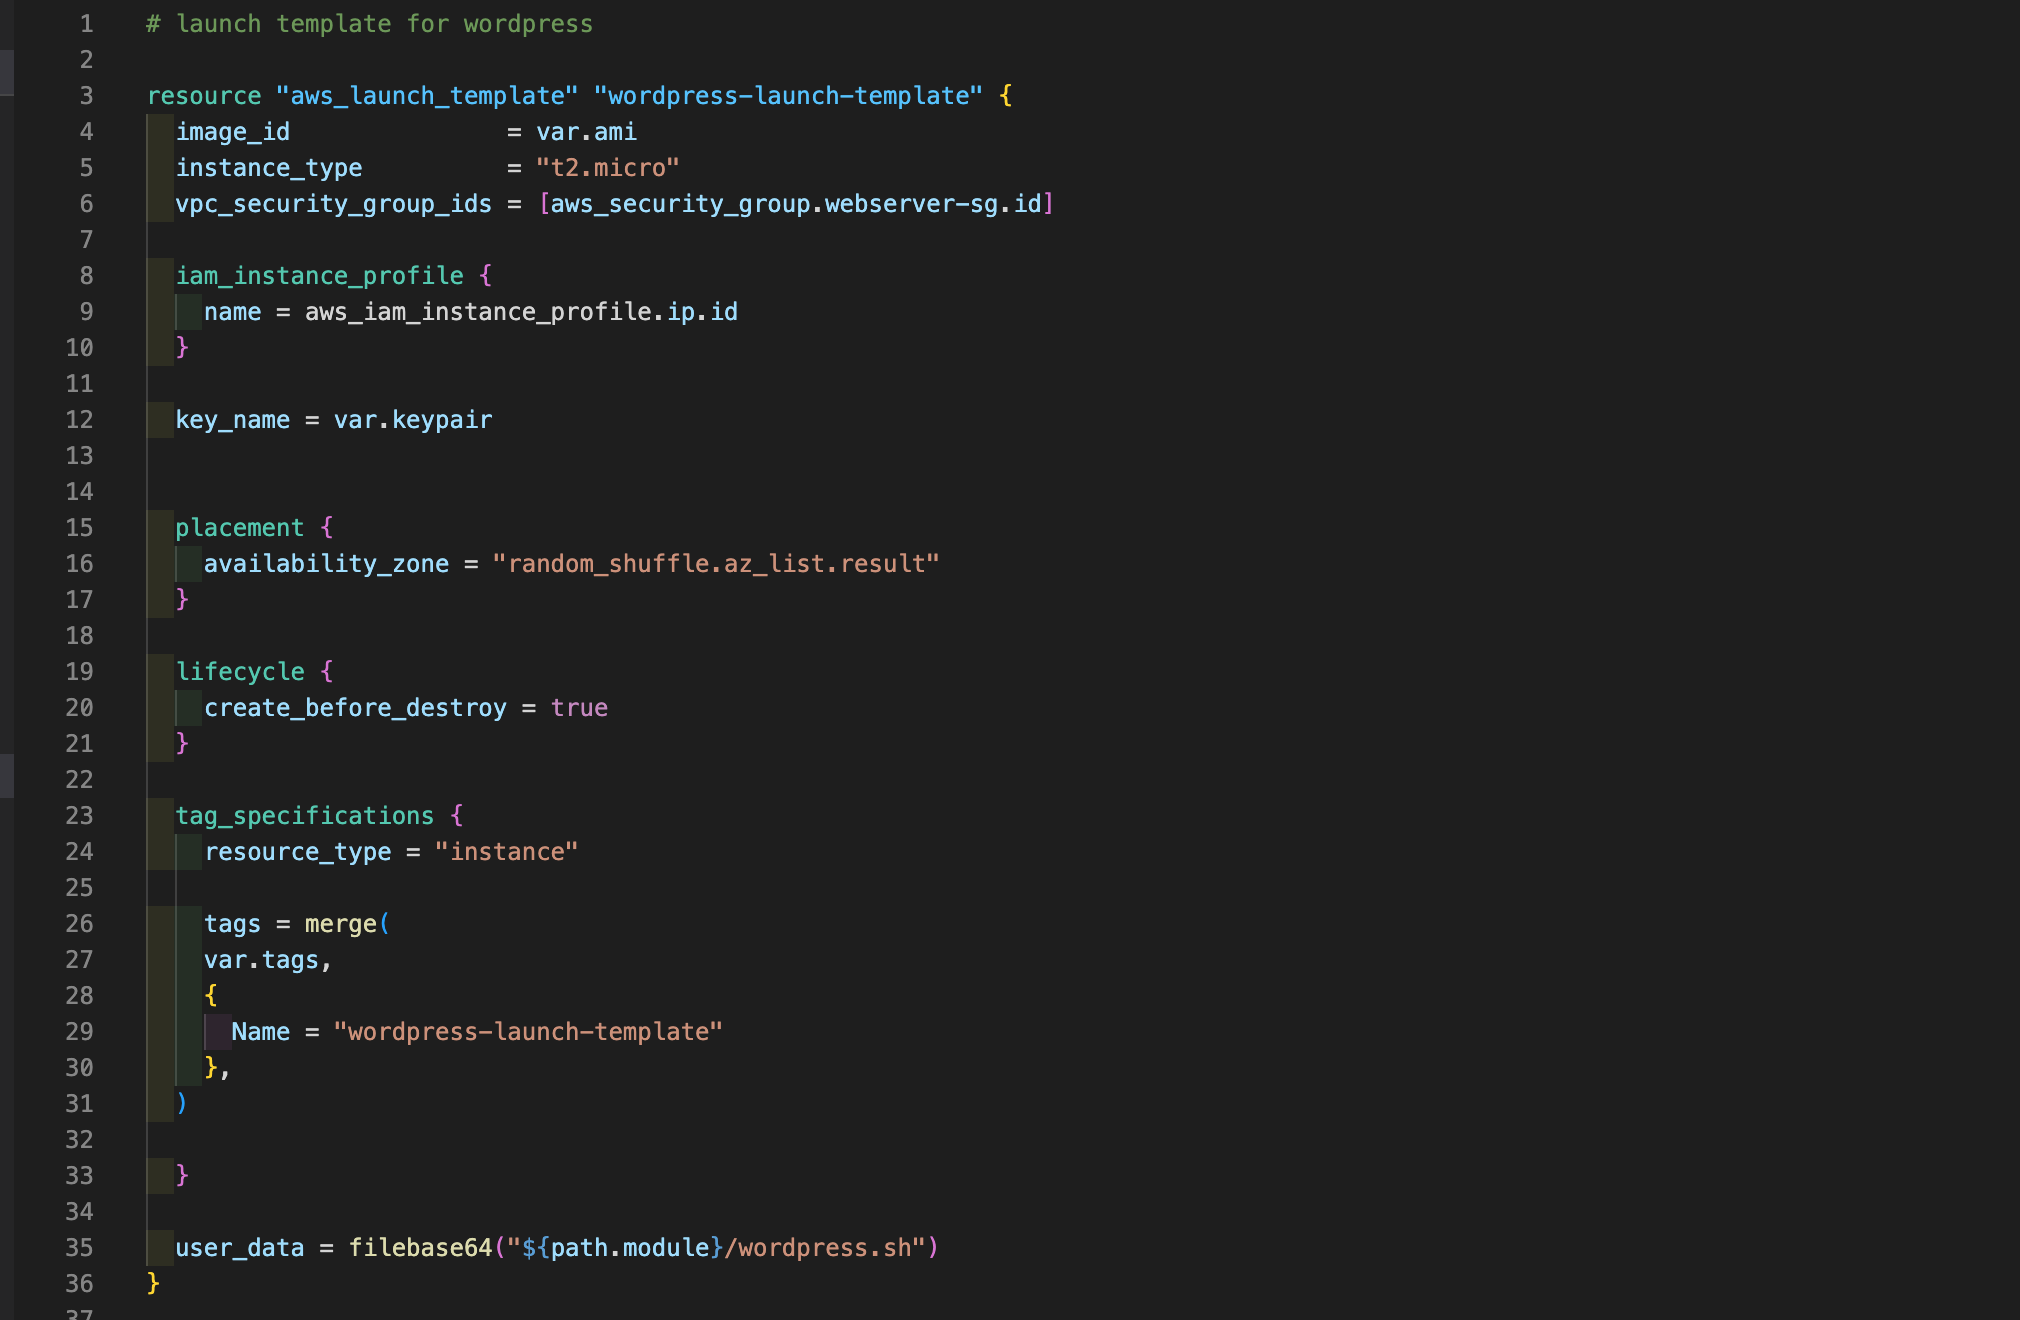 1 # launch template for wordpress
2
3 resource "aws_launch_template" "wordpress-launch-template" {
4   image_id               = var.ami
5   instance_type          = "t2.micro"
6   vpc_security_group_ids = [aws_security_group.webserver-sg.id]
7
8   iam_instance_profile {
9     name = aws_iam_instance_profile.ip.id
10   }
11
12   key_name = var.keypair
13
14
15   placement {
16     availability_zone = "random_shuffle.az_list.result"
17   }
18
19   lifecycle {
20     create_before_destroy = true
21   }
22
23   tag_specifications {
24     resource_type = "instance"
25
26     tags = merge(
27     var.tags,
28     {
29       Name = "wordpress-launch-template"
30     },
31   )
32
33   }
34
35   user_data = filebase64("${path.module}/wordpress.sh")
36 }
37